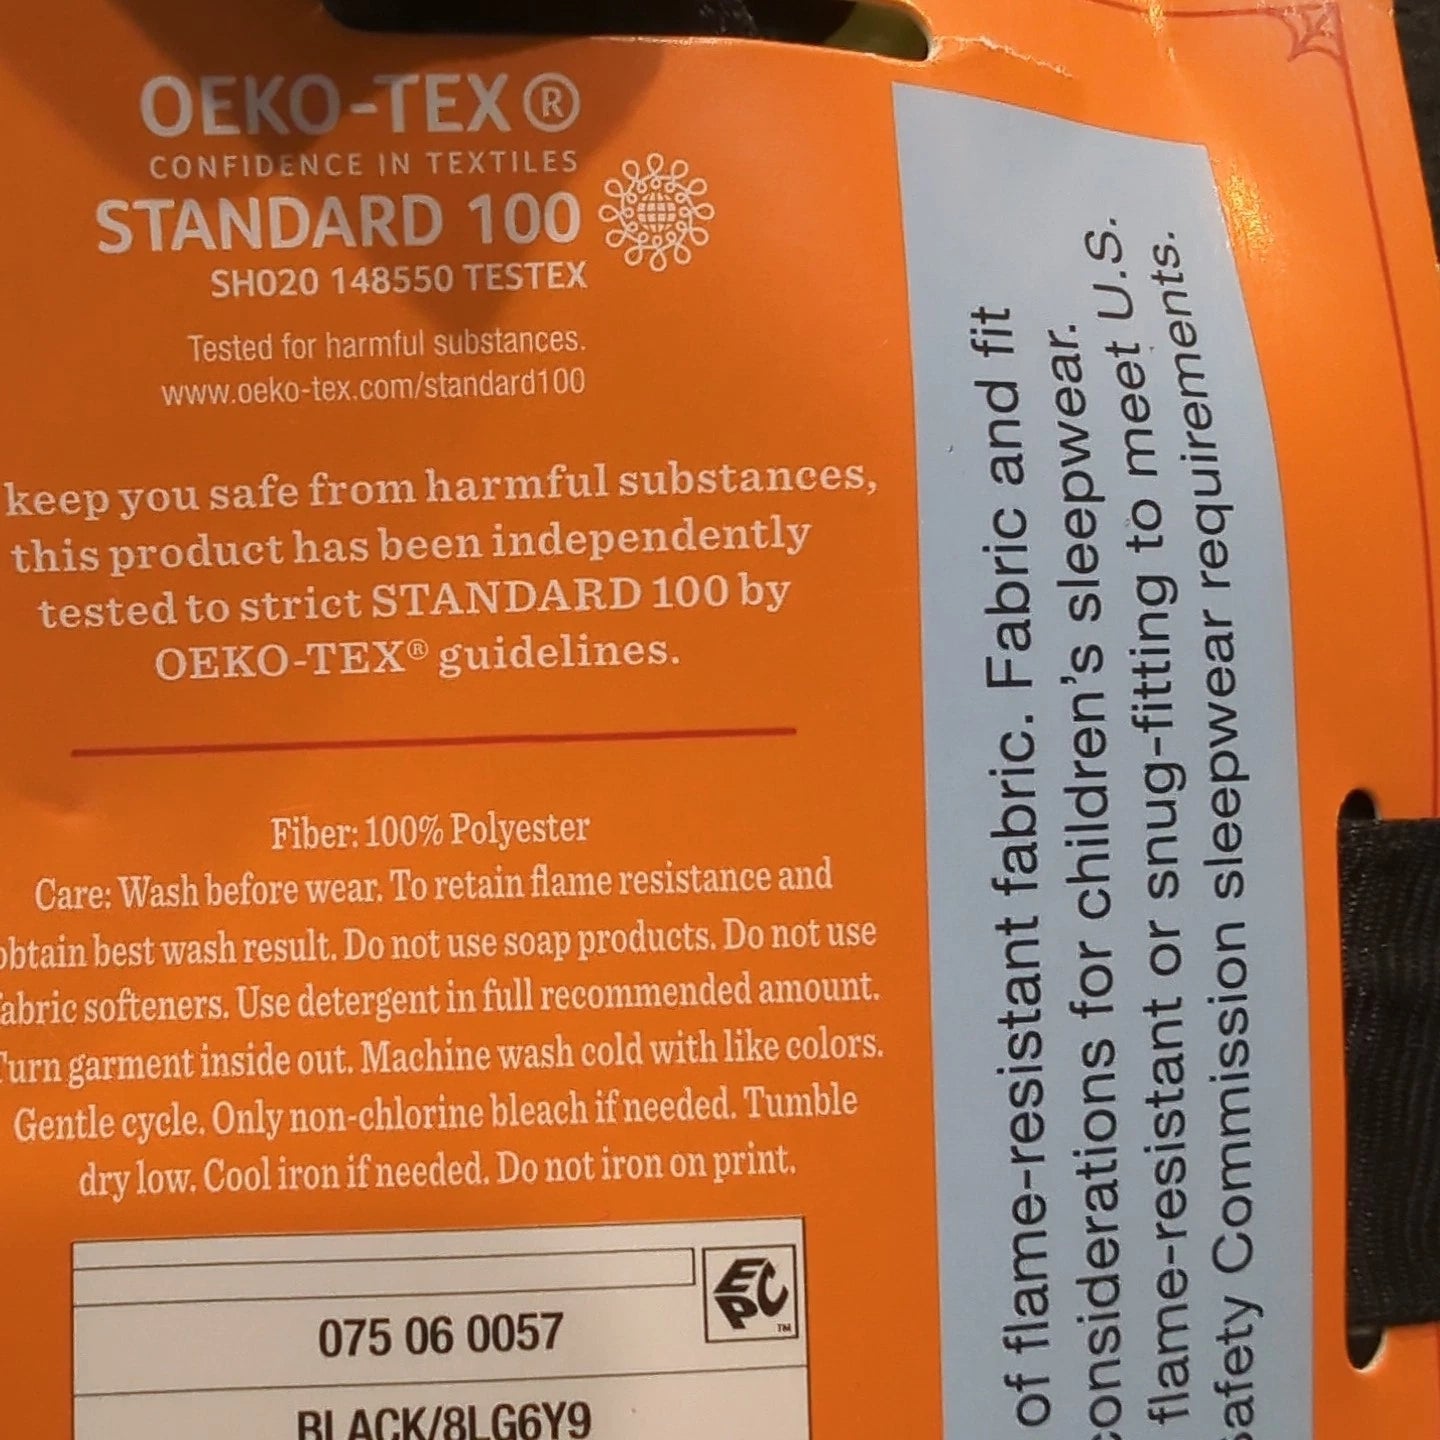 OEKO-TEX®
CONFIDENCE IN TEXTILES
STANDARD 100
SH020 148550 TESTEX
Tested for harmful substances.
www.oeko-tex.com/standard100
keep you safe from harmful substances,
this product has been independently
tested to strict STANDARD 100 by
OEKO-TEX® guidelines.
Fiber: 100% Polyester
Care: Wash before wear. To retain flame resistance and
obtain best wash result. Do not use soap products. Do not use
fabric softeners. Use detergent in full recommended amount.
Turn garment inside out. Machine wash cold with like colors.
Gentle cycle. Only non-chlorine bleach if needed. Tumble
dry low. Cool iron if needed. Do not iron on print.
EPC™
075 06 0057
BLACK/8LG6Y9
of flame-resistant fabric. Fabric and fit
considerations for children's sleepwear.
flame-resistant or snug-fitting to meet U.S.
Safety Commission sleepwear requirements.